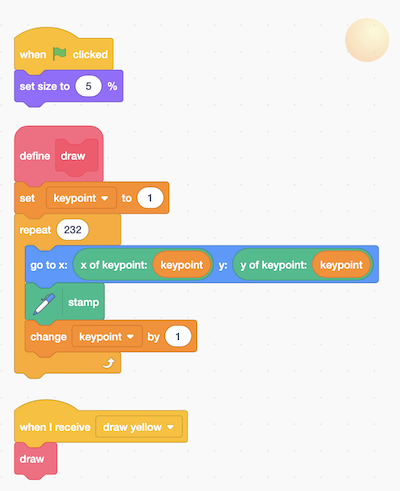 when clicked
set size to 5 %
define draw
set keypoint to 1
repeat 232
go to x: x of keypoint: keypoint y: y of keypoint: keypoint
stamp
change keypoint by 1
when I receive draw yellow
draw